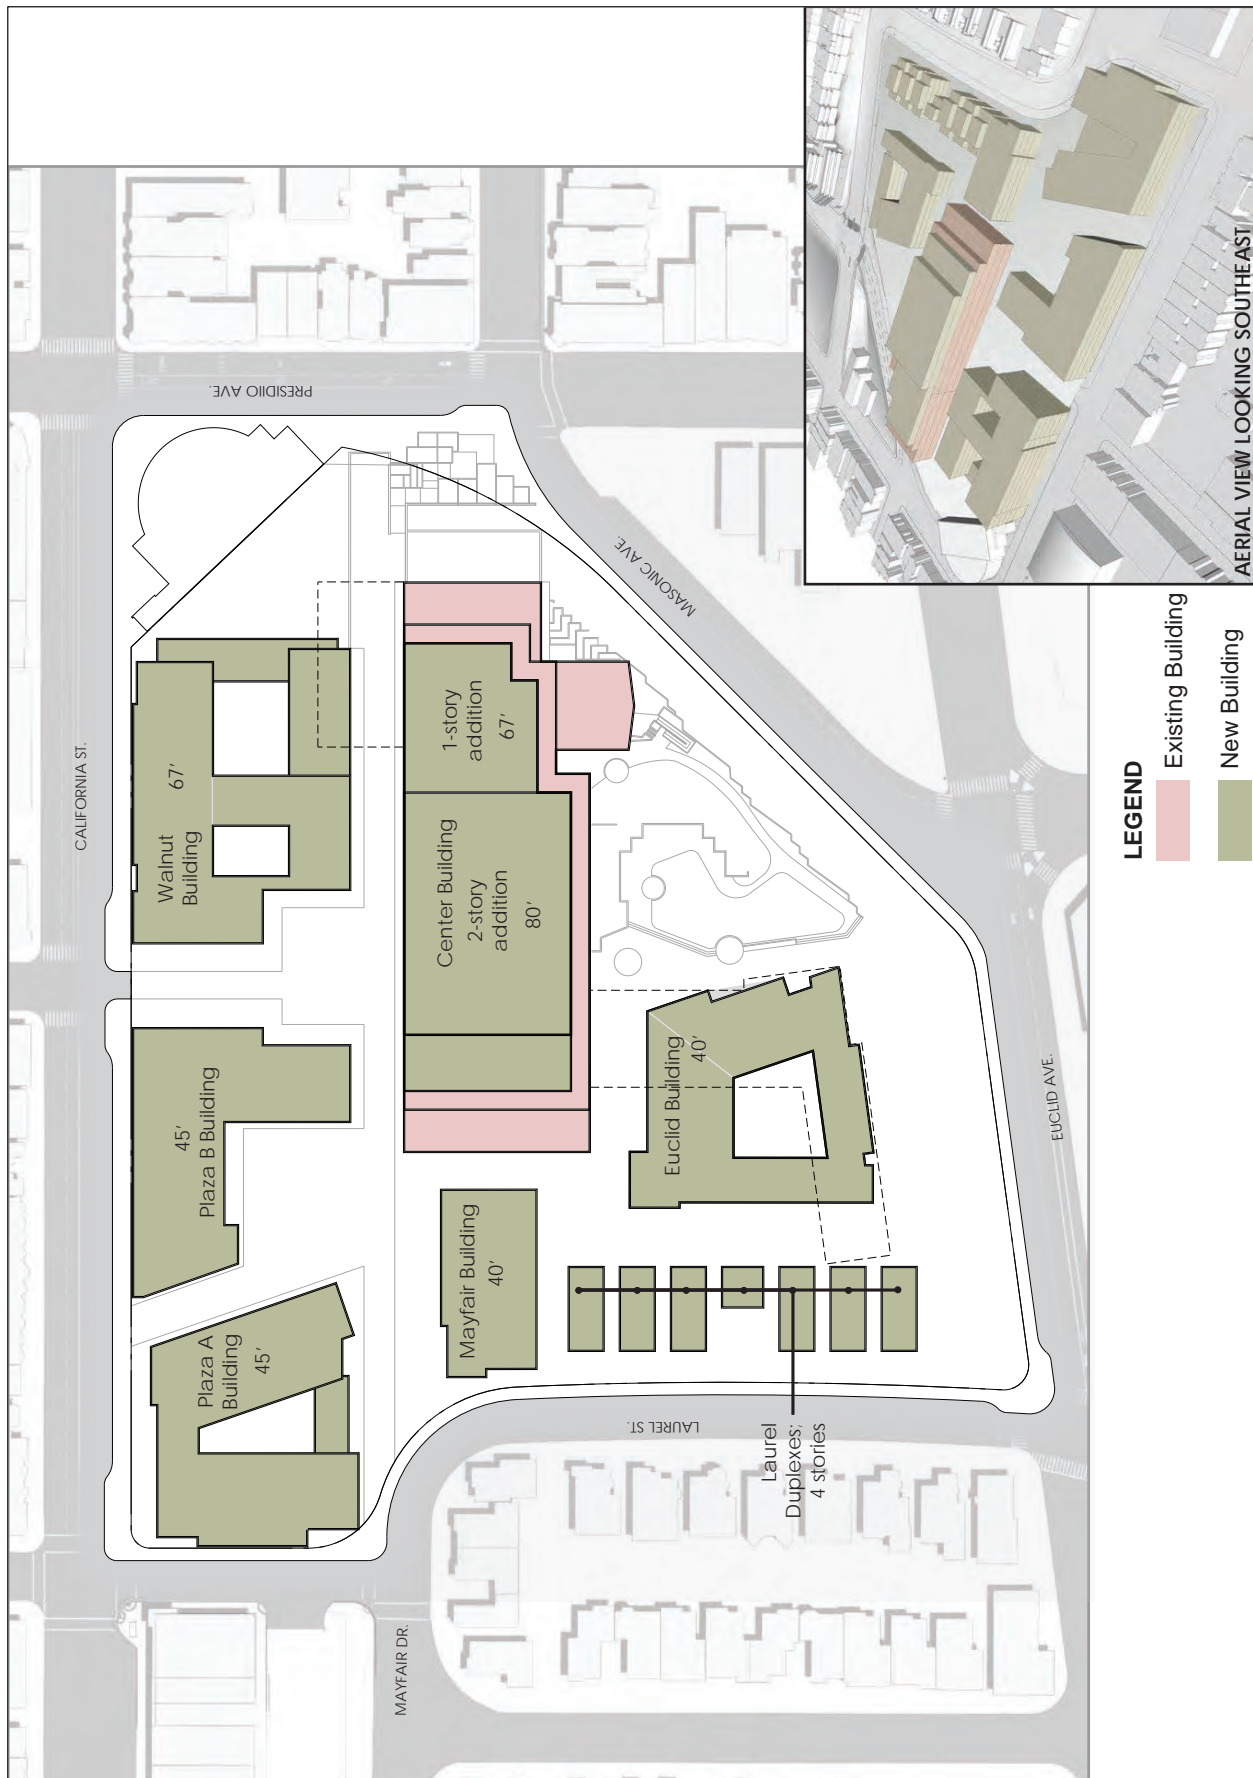 CALIFORNIA ST.
PRESIDIIO AVE.
MASONIC AVE.
EUCLID AVE.
LAUREL ST.
MAYFAIR DR.
Plaza A
Building
45'
45'
Plaza B Building
Walnut
Building
67'
Center Building
2-story
addition
80'
1-story
addition
67'
Mayfair Building
40'
Euclid Building
40'
Laurel
Duplexes;
4 stories
LEGEND
Existing Building
New Building
AERIAL VIEW LOOKING SOUTHEAST